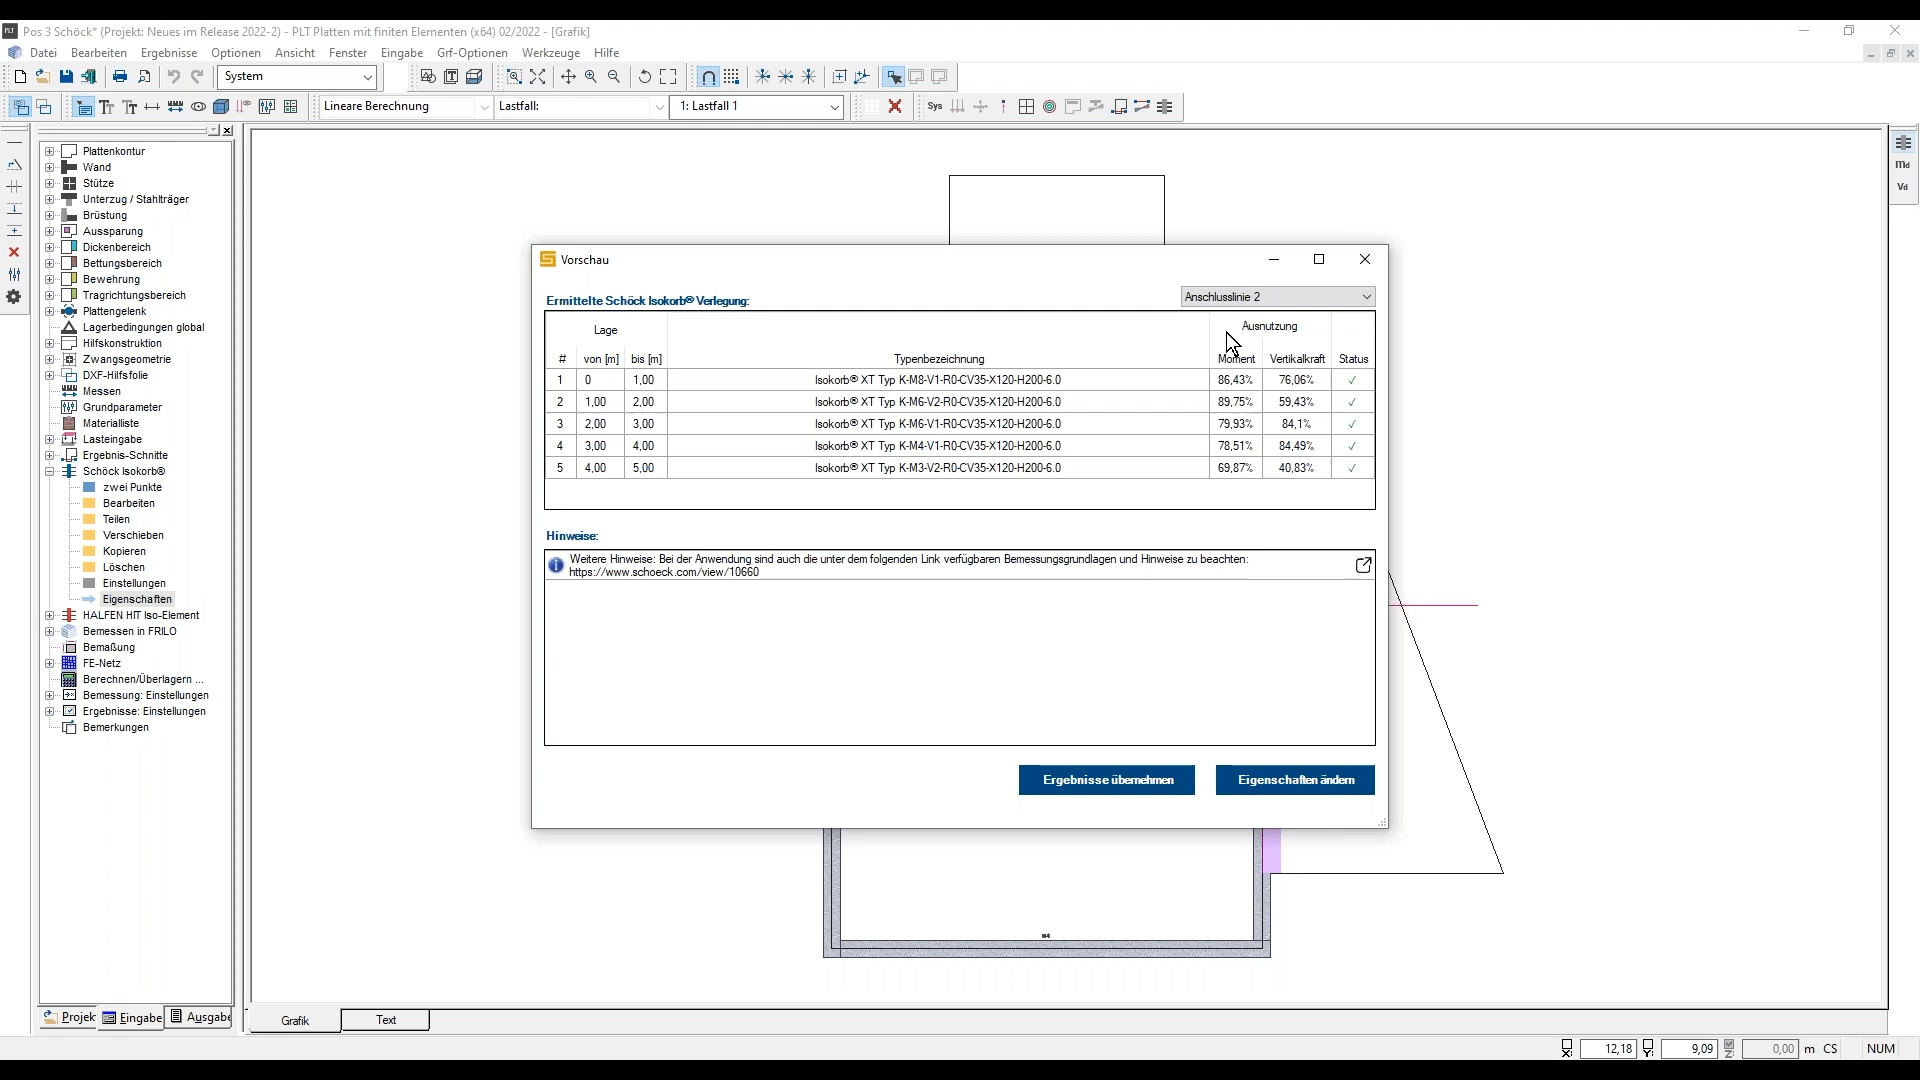 PLT Pos 3 Schöck* (Projekt: Neues im Release 2022-2) - PLT Platten mit finiten Elementen (x64) 02/2022 - [Grafik]
Datei Bearbeiten Ergebnisse Optionen Ansicht Fenster Eingabe Grf-Optionen Werkzeuge Hilfe
System
Lineare Berechnung Lastfall: 1: Lastfall 1 Sys
Plattenkontur
Wand
Stütze
Unterzug / Stahlträger
Brüstung
Aussparung
Dickenbereich
Bettungsbereich
Bewehrung
Tragrichtungsbereich
Plattengelenk
Lagerbedingungen global
Hilfskonstruktion
Zwangsgeometrie
DXF-Hilfsfolie
Messen
Grundparameter
Materialliste
Lasteingabe
Ergebnis-Schnitte
Schöck Isokorb®
zwei Punkte
Bearbeiten
Teilen
Verschieben
Kopieren
Löschen
Einstellungen
Eigenschaften
HALFEN HIT Iso-Element
Bemessen in FRILO
Bemaßung
FE-Netz
Berechnen/Überlagern ...
Bemessung: Einstellungen
Ergebnisse: Einstellungen
Bemerkungen
Projek Eingabe Ausgabe
md
Vd
Vorschau
Ermittelte Schöck Isokorb® Verlegung: Anschlusslinie 2
Lage Ausnutzung
# von [m] bis [m] Typenbezeichnung Moment Vertikalkraft Status
1 0 1,00 Isokorb® XT Typ K-M8-V1-R0-CV35-X120-H200-6.0 86,43% 76,06% ✓
2 1,00 2,00 Isokorb® XT Typ K-M6-V2-R0-CV35-X120-H200-6.0 89,75% 59,43% ✓
3 2,00 3,00 Isokorb® XT Typ K-M6-V1-R0-CV35-X120-H200-6.0 79,93% 84,1% ✓
4 3,00 4,00 Isokorb® XT Typ K-M4-V1-R0-CV35-X120-H200-6.0 78,51% 84,49% ✓
5 4,00 5,00 Isokorb® XT Typ K-M3-V2-R0-CV35-X120-H200-6.0 69,87% 40,83% ✓
Hinweise:
Weitere Hinweise: Bei der Anwendung sind auch die unter dem folgenden Link verfügbaren Bemessungsgrundlagen und Hinweise zu beachten:
https://www.schoeck.com/view/10660
Ergebnisse übernehmen Eigenschaften ändern
Grafik Text
X: 12,18 Y: 9,09 Z: 0,00 m CS NUM